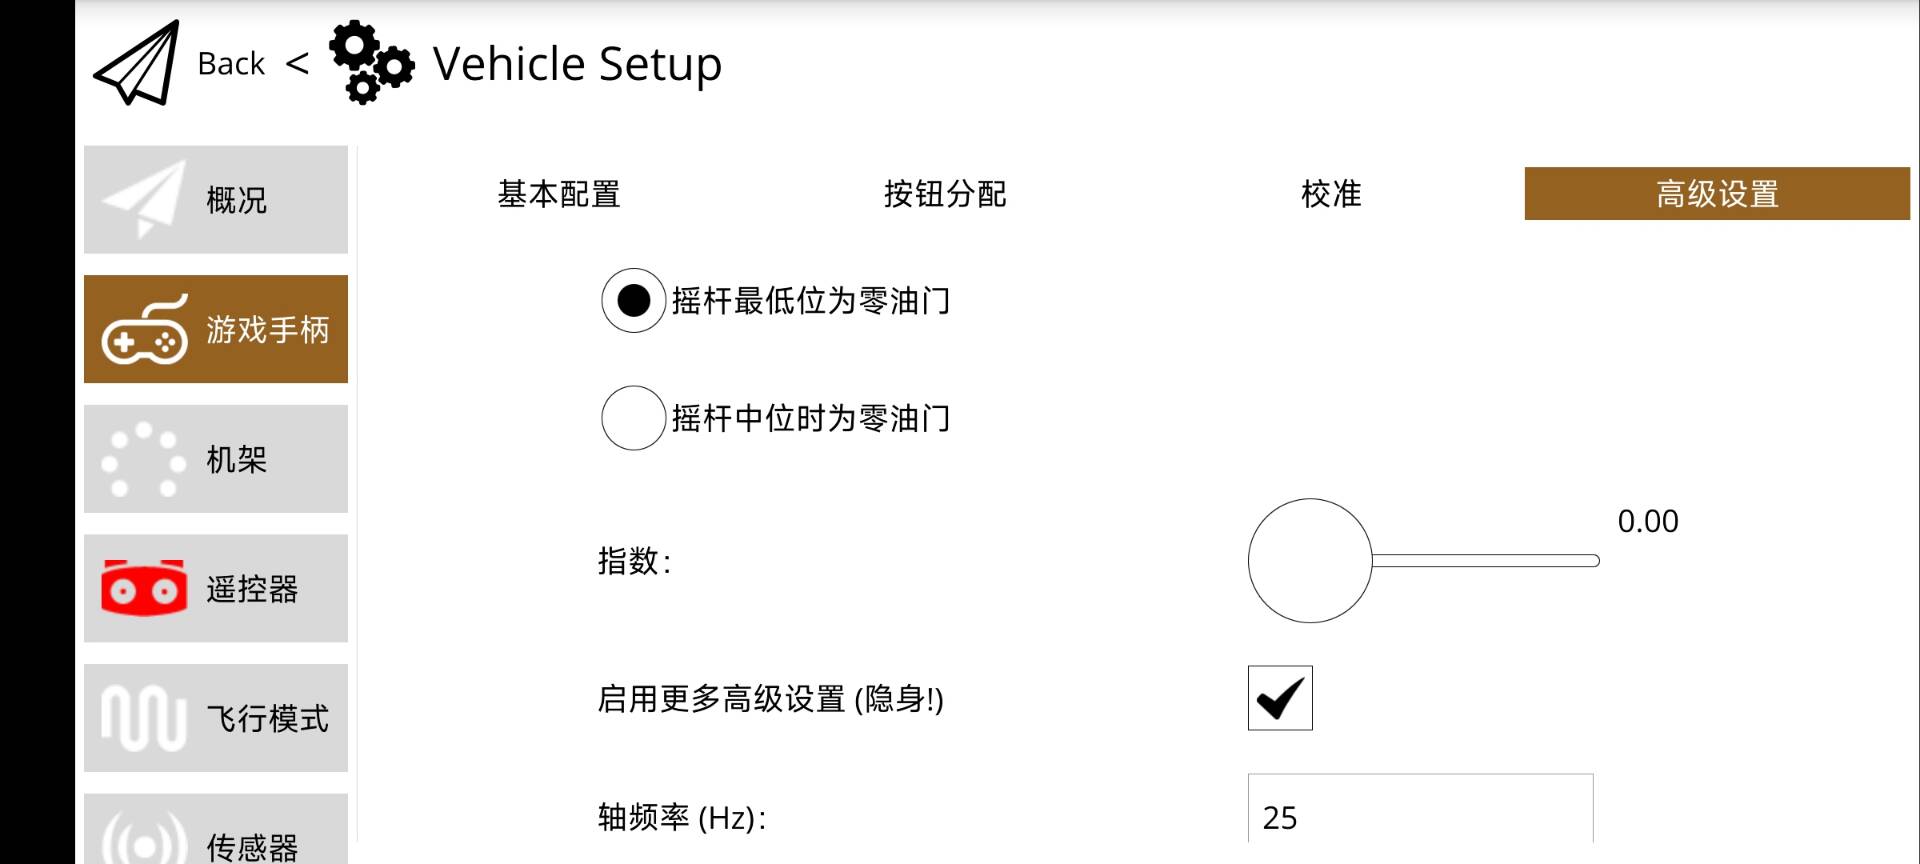 Back < Vehicle Setup
概况
游戏手柄
机架
遥控器
飞行模式
传感器
基本配置
按钮分配
校准
高级设置
摇杆最低位为零油门
摇杆中位时为零油门
指数:
0.00
启用更多高级设置 (隐身!)
轴频率 (Hz):
25